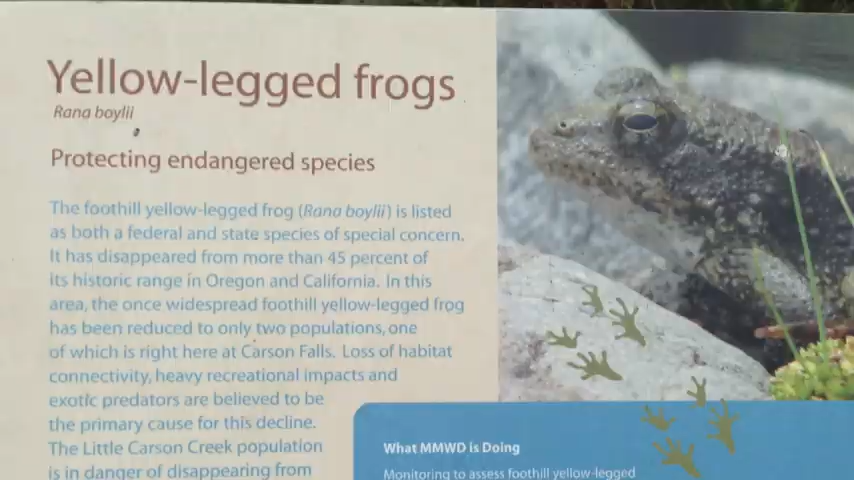 Yellow-legged frogs
Rana boylii
Protecting endangered species
The foothill yellow-legged frog (Rana boylii) is listed
as both a federal and state species of special concern.
It has disappeared from more than 45 percent of
its historic range in Oregon and California. In this
area, the once widespread foothill yellow-legged frog
has been reduced to only two populations, one
of which is right here at Carson Falls. Loss of habitat
connectivity, heavy recreational impacts and
exotic predators are believed to be
the primary cause for this decline.
The Little Carson Creek population
is in danger of disappearing from
What MMWD is Doing
Monitoring to assess foothill yellow-legged